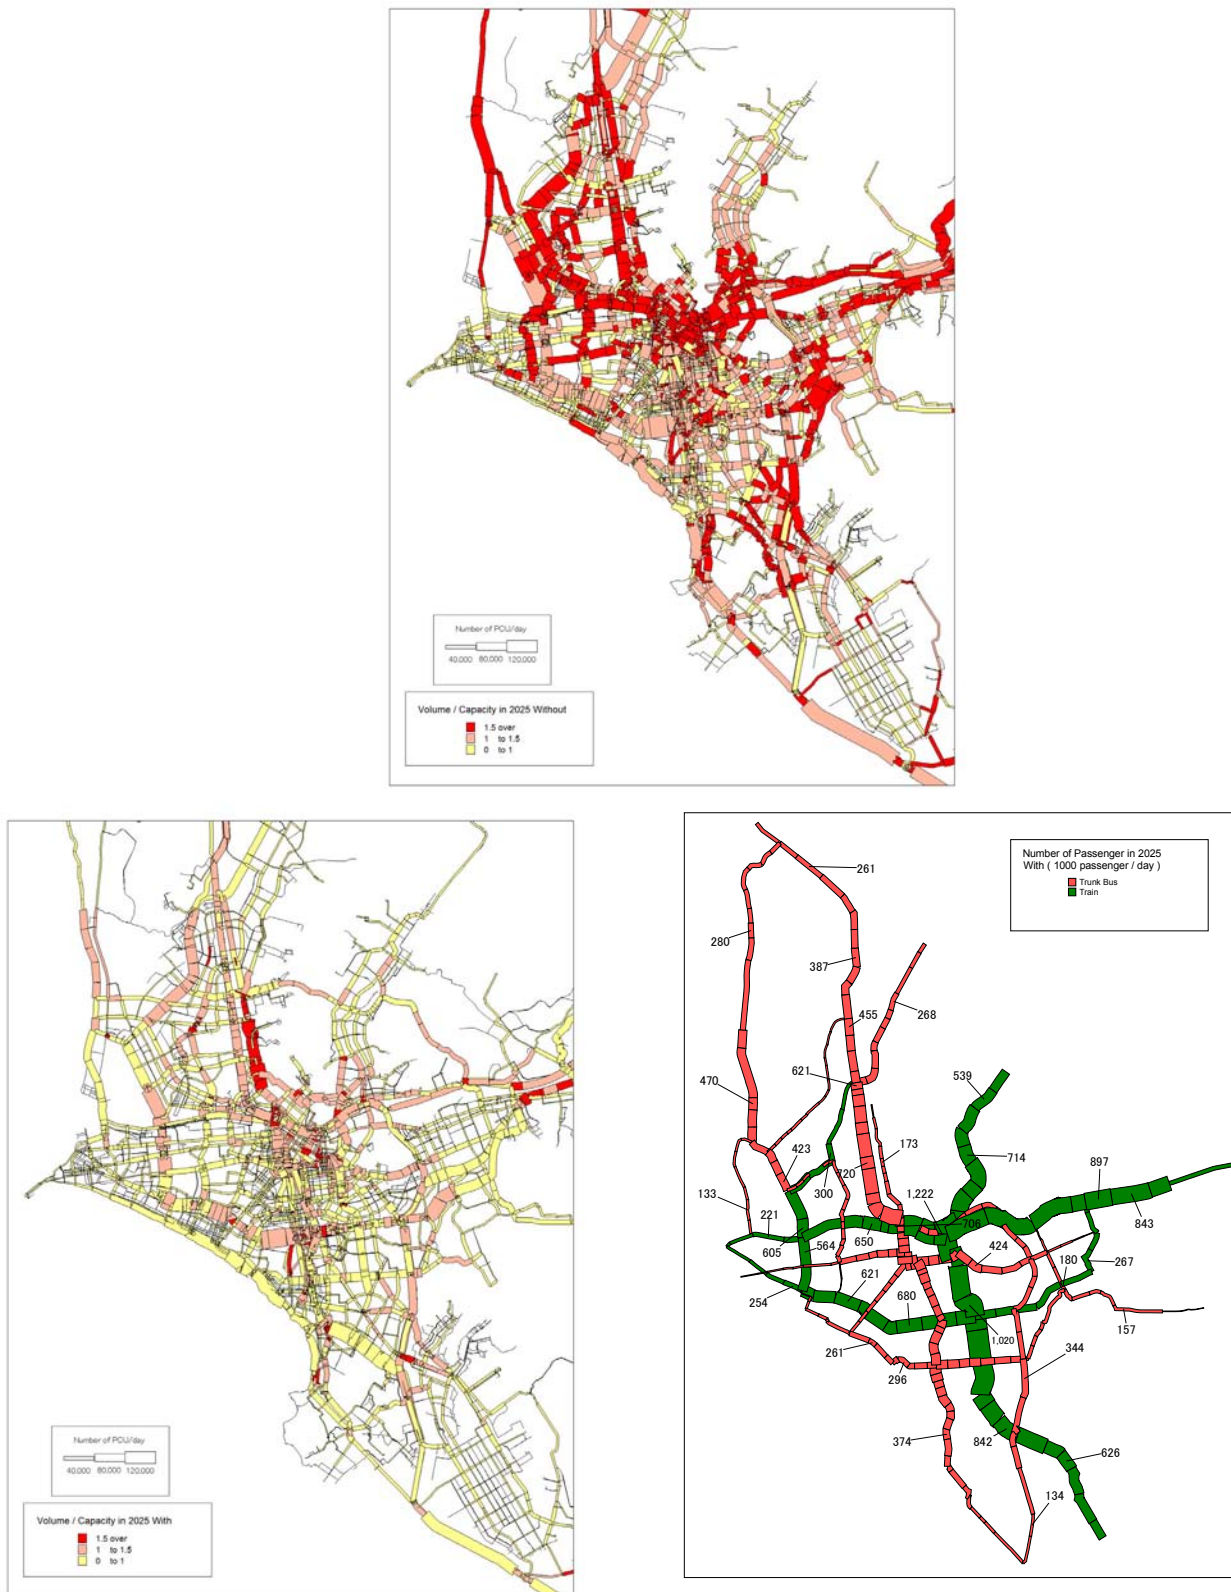 Number of PCU/day
40,000 80,000 120,000
Volume / Capacity in 2025 Without
1.5 over
1 to 1.5
0 to 1
Number of PCU/day
40,000 80,000 120,000
Volume / Capacity in 2025 With
1.5 over
1 to 1.5
0 to 1
Number of Passenger in 2025
With ( 1000 passenger / day )
Trunk Bus
Train
261
280
387
268
455
621
539
470
173
714
423
720
897
133
300
1,222
221
706
843
650
605
564
424
267
180
621
254
680
157
1,020
344
261
296
374
842
626
134